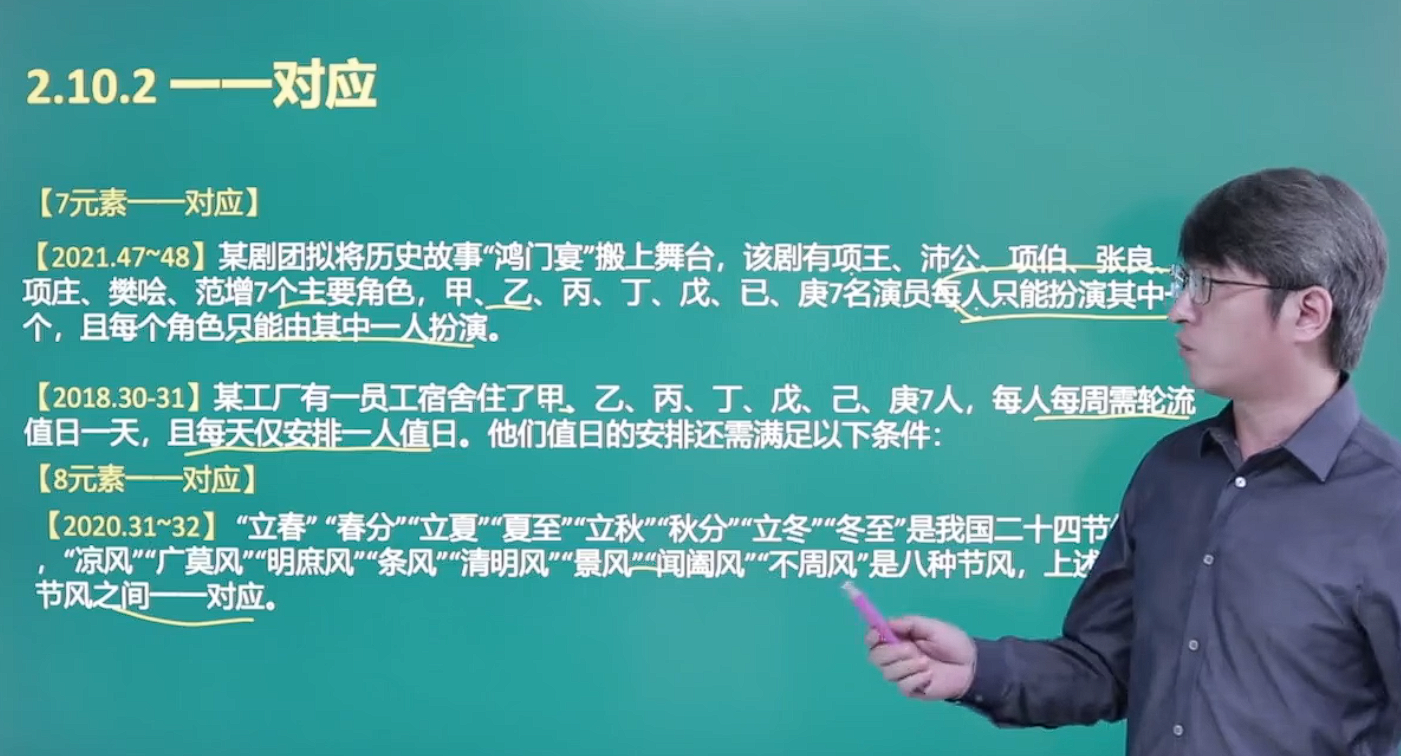 2.10.2 一一对应
【7元素一一对应】
【2021.47~48】某剧团拟将历史故事“鸿门宴”搬上舞台，该剧有项王、沛公、项伯、张良、
项庄、樊哙、范增7个主要角色，甲、乙、丙、丁、戊、已、庚7名演员每人只能扮演其中
个，且每个角色只能由其中一人扮演。
【2018.30-31】某工厂有一员工宿舍住了甲、乙、丙、丁、戊、己、庚7人，每人每周需轮流
值日一天，且每天仅安排一人值日。他们值日的安排还需满足以下条件：
【8元素一一对应】
【2020.31~32】 “立春” “春分”“立夏”“夏至”“立秋”“秋分”“立冬”“冬至”是我国二十四节
，“凉风”“广莫风”“明庶风”“条风”“清明风”“景风”“闾阖风”“不周风”是八种节风，上述
节风之间一一对应。